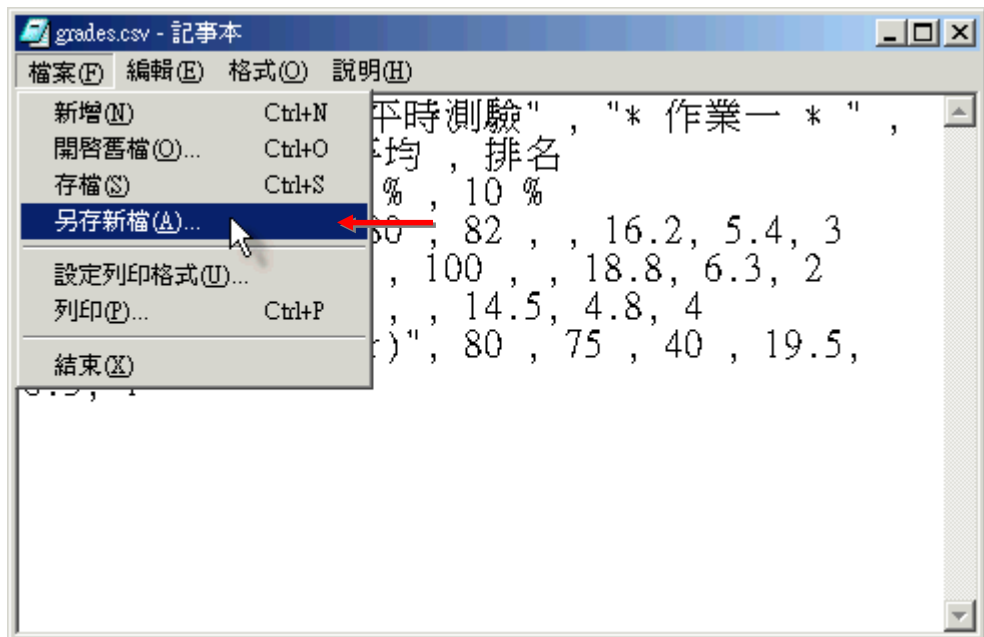 grades.csv - 記事本
檔案(F) 編輯(E) 格式(O) 說明(H)
新增(N) Ctrl+N
開啓舊檔(O)... Ctrl+O
存檔(S) Ctrl+S
另存新檔(A)...
設定列印格式(U)...
列印(P)... Ctrl+P
結束(X)
平時測驗" , "* 作業一 * " ,
平均 , 排名
% , 10 %
80 , 82 , , 16.2, 5.4, 3
, 100 , , 18.8, 6.3, 2
, , 14.5, 4.8, 4
)", 80 , 75 , 40 , 19.5,